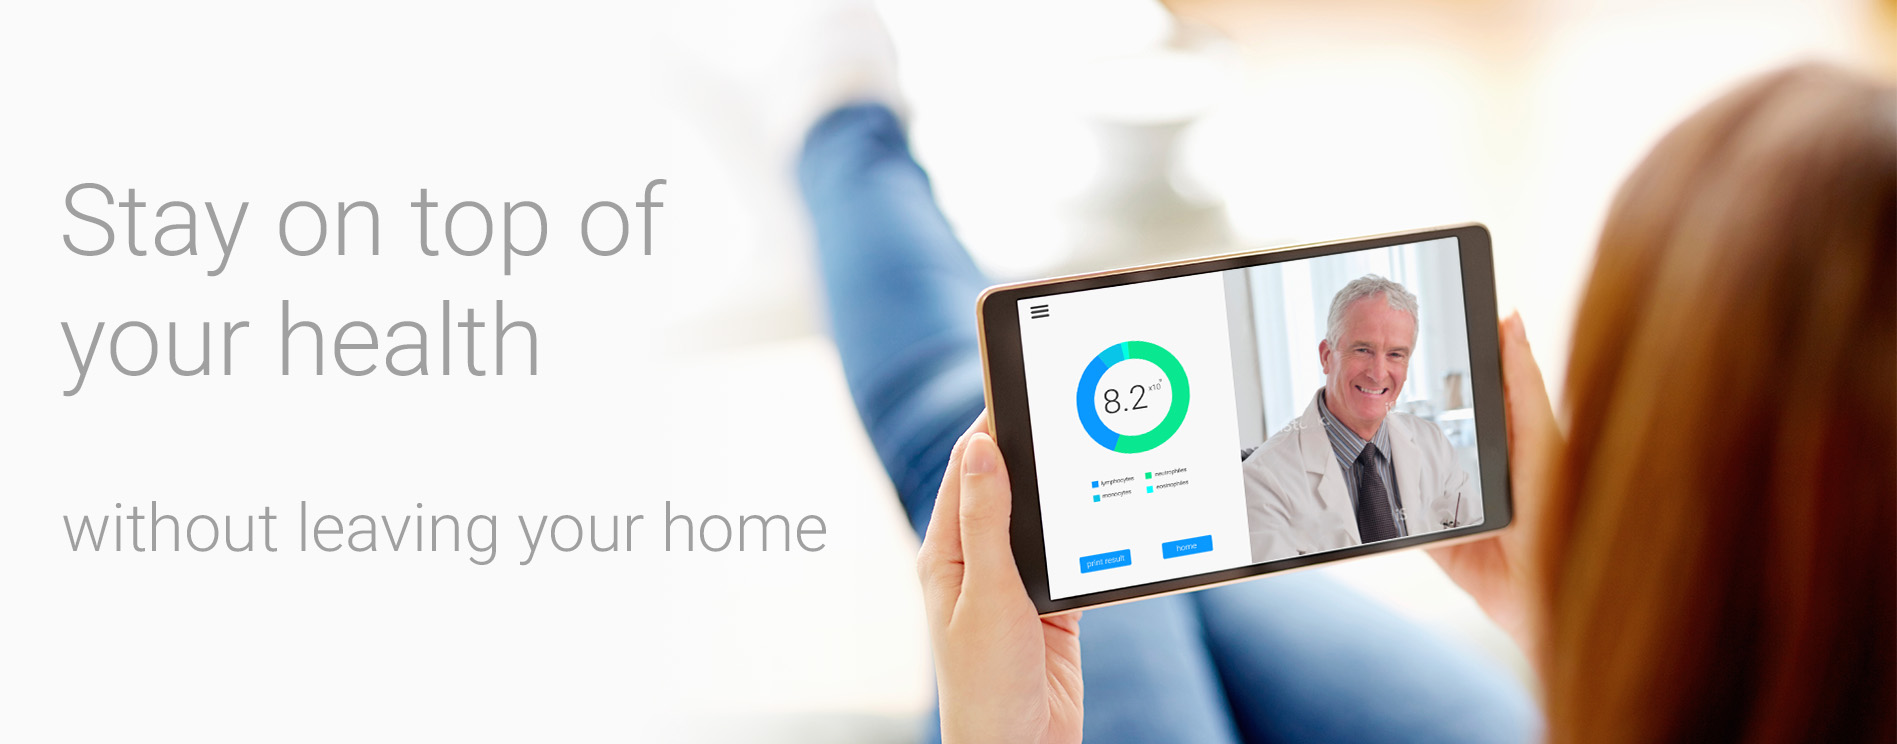 Stay on top of
your health
without leaving your home
8.2
lymphocytes
neutrophiles
monocytes
eosinophiles
print result
home